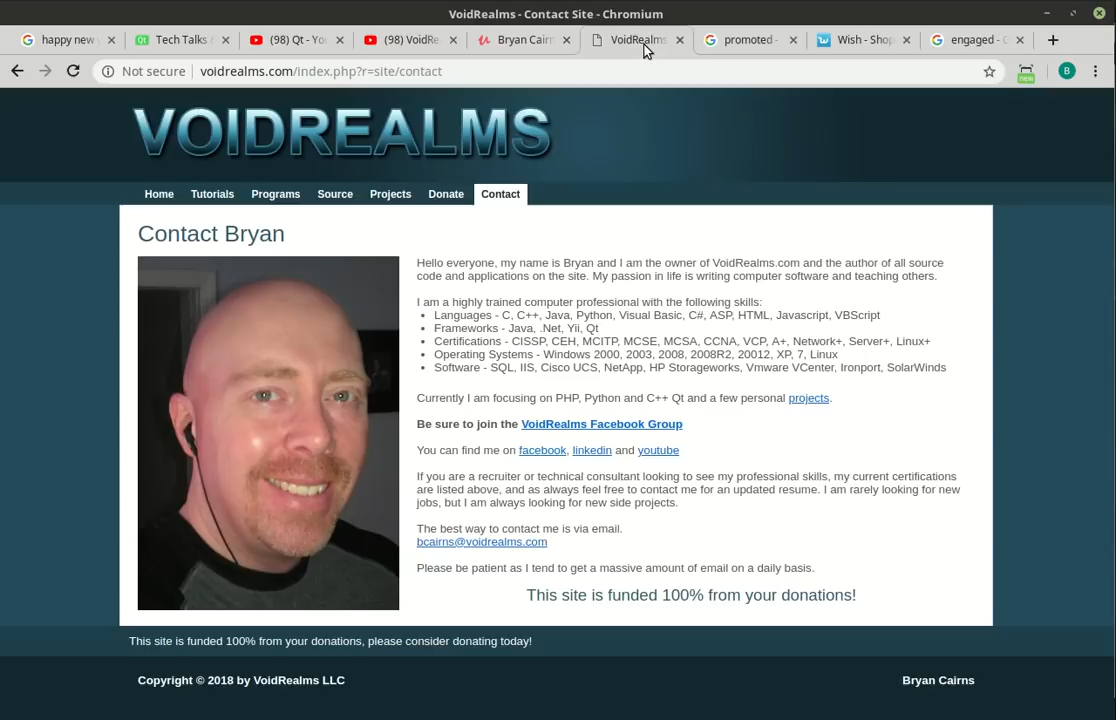 VoidRealms - Contact Site - Chromium
happy new
Tech Talks
(98) Qt - You
(98) VoidRe
Bryan Cairn
VoidRealms
promoted -
Wish - Shop
engaged - G
Not secure voidrealms.com/index.php?r=site/contact
new
B
VOIDREALMS
Home Tutorials Programs Source Projects Donate Contact
Contact Bryan
Hello everyone, my name is Bryan and I am the owner of VoidRealms.com and the author of all source
code and applications on the site. My passion in life is writing computer software and teaching others.
I am a highly trained computer professional with the following skills:
• Languages - C, C++, Java, Python, Visual Basic, C#, ASP, HTML, Javascript, VBScript
• Frameworks - Java, .Net, Yii, Qt
• Certifications - CISSP, CEH, MCITP, MCSE, MCSA, CCNA, VCP, A+, Network+, Server+, Linux+
• Operating Systems - Windows 2000, 2003, 2008, 2008R2, 20012, XP, 7, Linux
• Software - SQL, IIS, Cisco UCS, NetApp, HP Storageworks, Vmware VCenter, Ironport, SolarWinds
Currently I am focusing on PHP, Python and C++ Qt and a few personal projects.
Be sure to join the VoidRealms Facebook Group
You can find me on facebook, linkedin and youtube
If you are a recruiter or technical consultant looking to see my professional skills, my current certifications
are listed above, and as always feel free to contact me for an updated resume. I am rarely looking for new
jobs, but I am always looking for new side projects.
The best way to contact me is via email.
bcairns@voidrealms.com
Please be patient as I tend to get a massive amount of email on a daily basis.
This site is funded 100% from your donations!
This site is funded 100% from your donations, please consider donating today!
Copyright © 2018 by VoidRealms LLC
Bryan Cairns